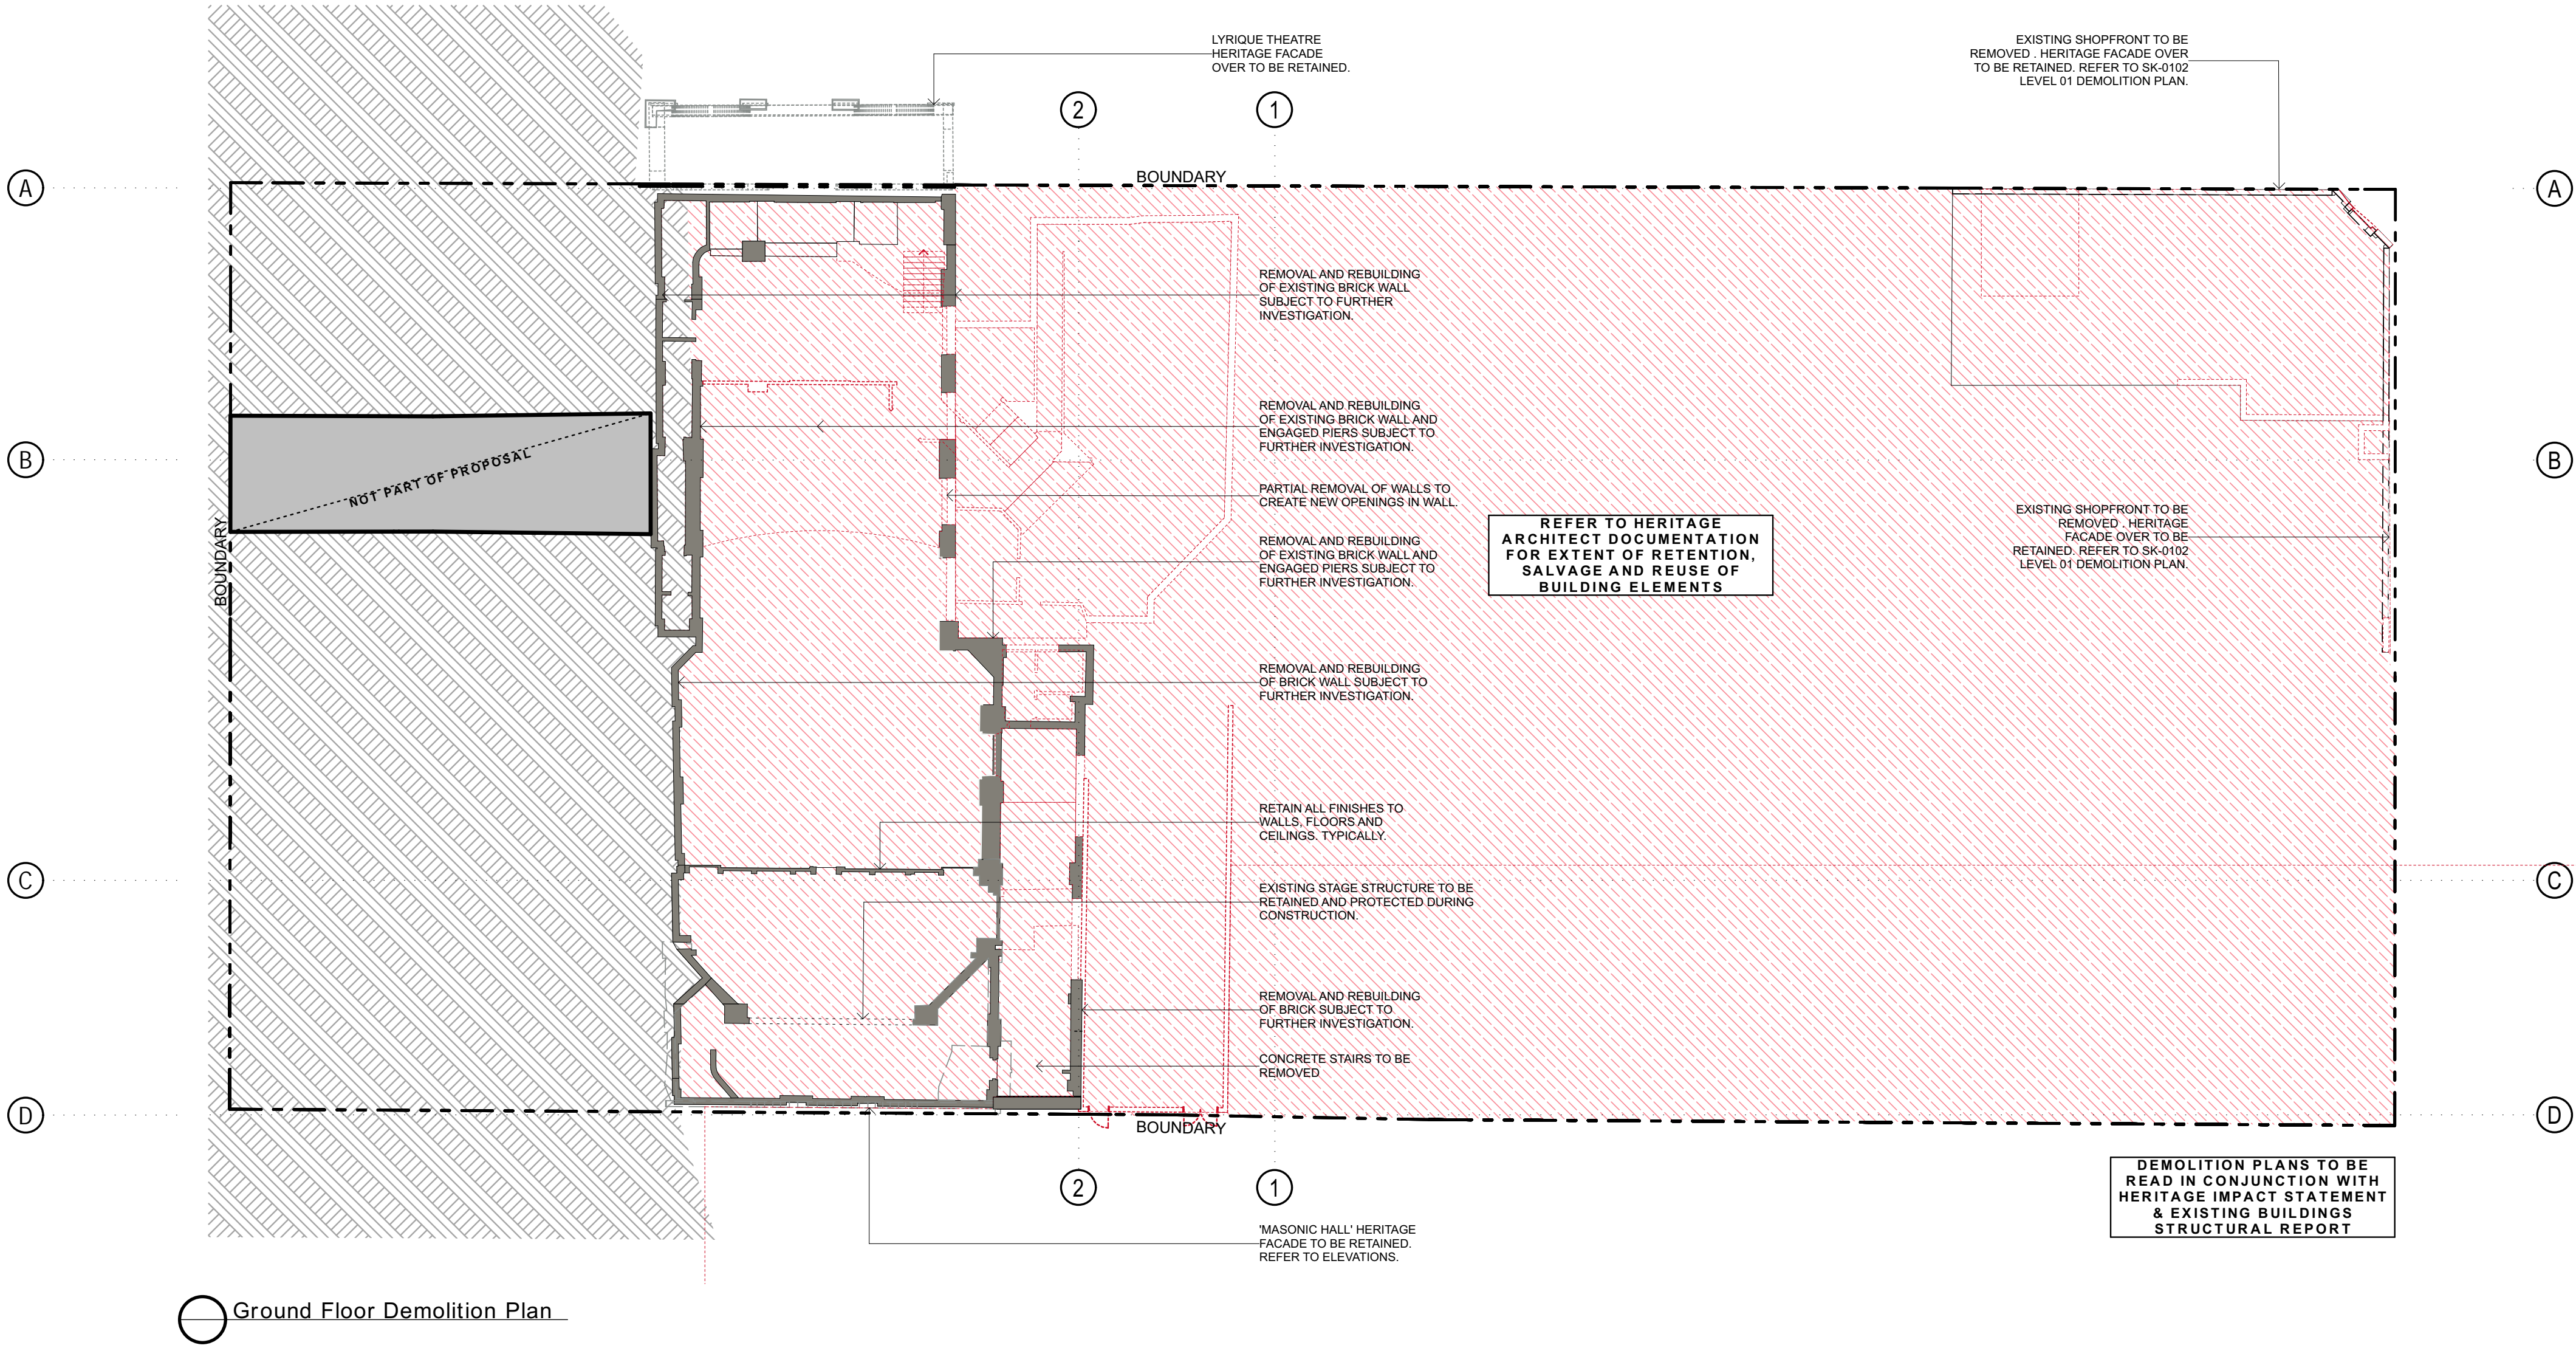 LYRIQUE THEATRE
HERITAGE FACADE
OVER TO BE RETAINED.
EXISTING SHOPFRONT TO BE
REMOVED . HERITAGE FACADE OVER
TO BE RETAINED. REFER TO SK-0102
LEVEL 01 DEMOLITION PLAN.
2
1
BOUNDARY
A
A
REMOVAL AND REBUILDING
OF EXISTING BRICK WALL
SUBJECT TO FURTHER
INVESTIGATION.
REMOVAL AND REBUILDING
OF EXISTING BRICK WALL AND
ENGAGED PIERS SUBJECT TO
FURTHER INVESTIGATION.
B
B
NOT PART OF PROPOSAL
PARTIAL REMOVAL OF WALLS TO
CREATE NEW OPENINGS IN WALL.
BOUNDARY
REFER TO HERITAGE
ARCHITECT DOCUMENTATION
FOR EXTENT OF RETENTION,
SALVAGE AND REUSE OF
BUILDING ELEMENTS
EXISTING SHOPFRONT TO BE
REMOVED . HERITAGE
FACADE OVER TO BE
RETAINED. REFER TO SK-0102
LEVEL 01 DEMOLITION PLAN.
REMOVAL AND REBUILDING
OF EXISTING BRICK WALL AND
ENGAGED PIERS SUBJECT TO
FURTHER INVESTIGATION.
REMOVAL AND REBUILDING
OF BRICK WALL SUBJECT TO
FURTHER INVESTIGATION.
RETAIN ALL FINISHES TO
WALLS, FLOORS AND
CEILINGS. TYPICALLY.
C
C
EXISTING STAGE STRUCTURE TO BE
RETAINED AND PROTECTED DURING
CONSTRUCTION.
REMOVAL AND REBUILDING
OF BRICK SUBJECT TO
FURTHER INVESTIGATION.
CONCRETE STAIRS TO BE
REMOVED
D
D
BOUNDARY
2
1
DEMOLITION PLANS TO BE
READ IN CONJUNCTION WITH
HERITAGE IMPACT STATEMENT
& EXISTING BUILDINGS
STRUCTURAL REPORT
'MASONIC HALL' HERITAGE
FACADE TO BE RETAINED.
REFER TO ELEVATIONS.
Ground Floor Demolition Plan